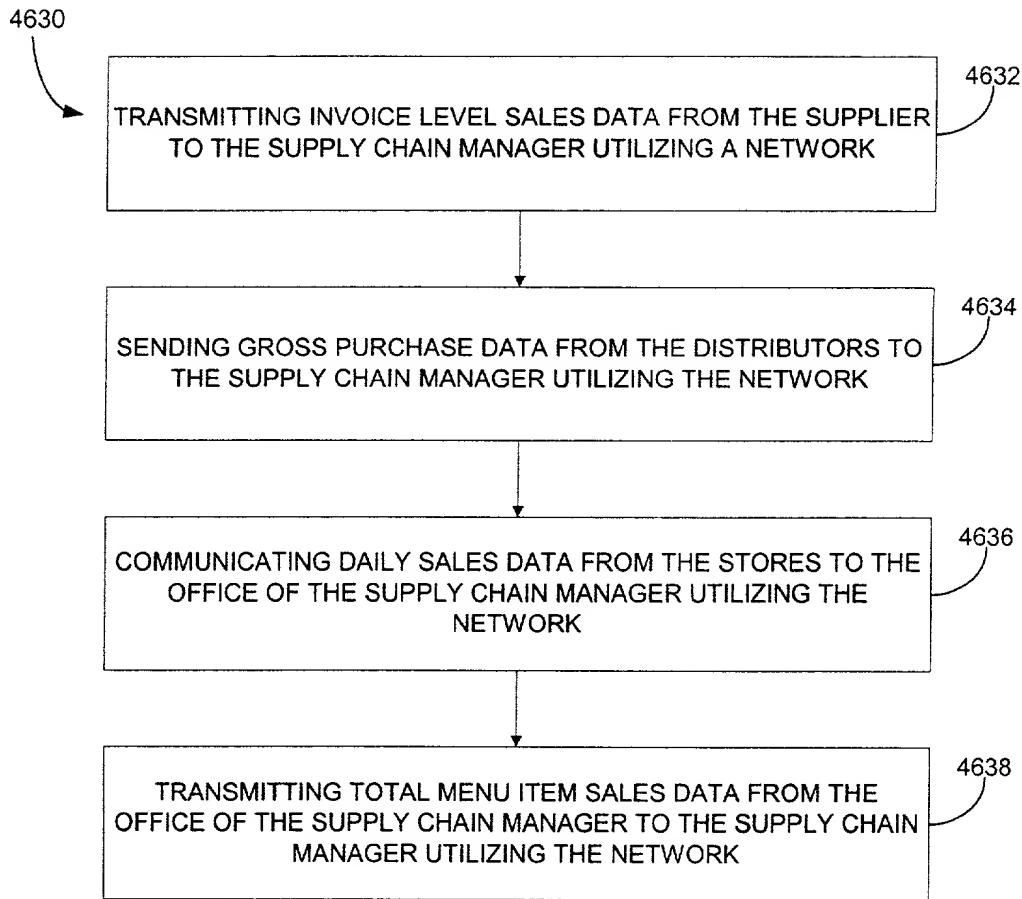 4630
4632
TRANSMITTING INVOICE LEVEL SALES DATA FROM THE SUPPLIER
TO THE SUPPLY CHAIN MANAGER UTILIZING A NETWORK
4634
SENDING GROSS PURCHASE DATA FROM THE DISTRIBUTORS TO
THE SUPPLY CHAIN MANAGER UTILIZING THE NETWORK
4636
COMMUNICATING DAILY SALES DATA FROM THE STORES TO THE
OFFICE OF THE SUPPLY CHAIN MANAGER UTILIZING THE
NETWORK
4638
TRANSMITTING TOTAL MENU ITEM SALES DATA FROM THE
OFFICE OF THE SUPPLY CHAIN MANAGER TO THE SUPPLY CHAIN
MANAGER UTILIZING THE NETWORK